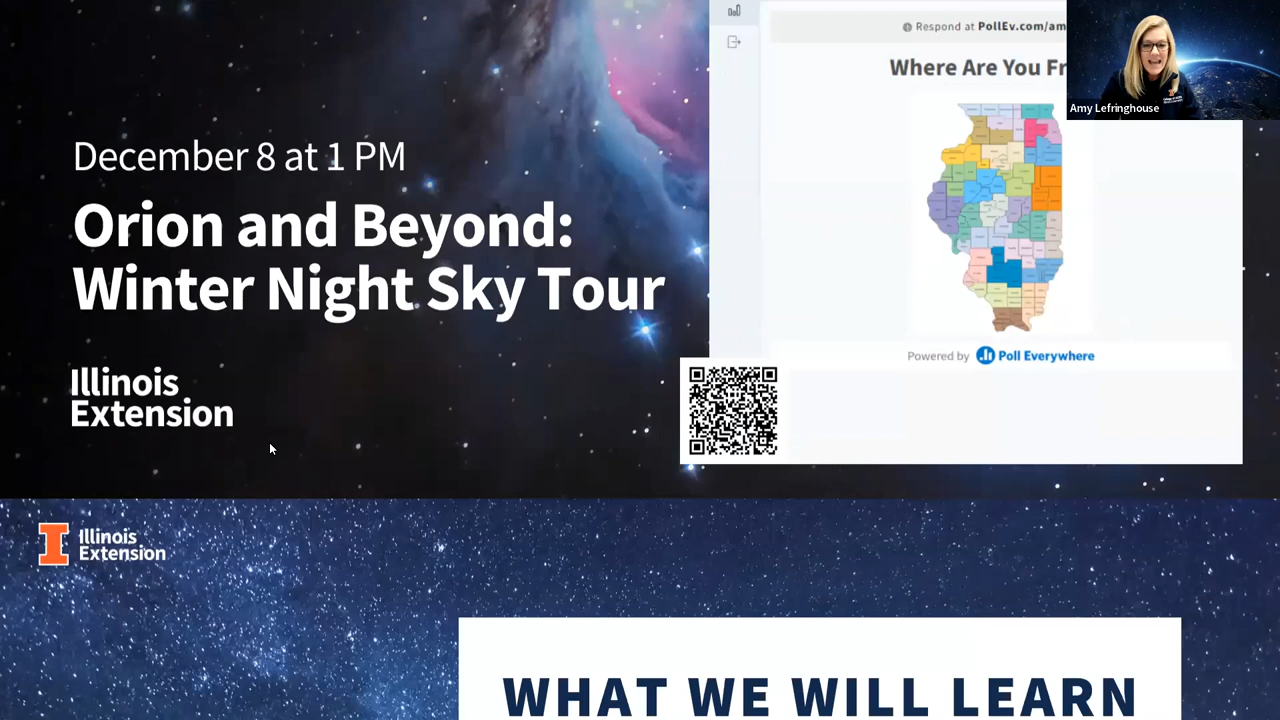 Respond at PollEv.com/am
Where Are You Fr
Amy Lefringhouse
December 8 at 1 PM
Orion and Beyond:
Winter Night Sky Tour
Illinois
Extension
Powered by Poll Everywhere
Illinois
Extension
WHAT WE WILL LEARN